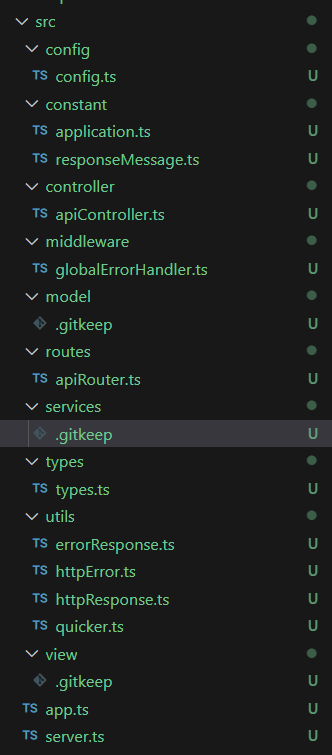 src
config
TS config.ts U
constant
TS application.ts U
TS responseMessage.ts U
controller
TS apiController.ts U
middleware
TS globalErrorHandler.ts U
model
.gitkeep U
routes
TS apiRouter.ts U
services
.gitkeep U
types
TS types.ts U
utils
TS errorResponse.ts U
TS httpError.ts U
TS httpResponse.ts U
TS quicker.ts U
view
.gitkeep U
TS app.ts U
TS server.ts U